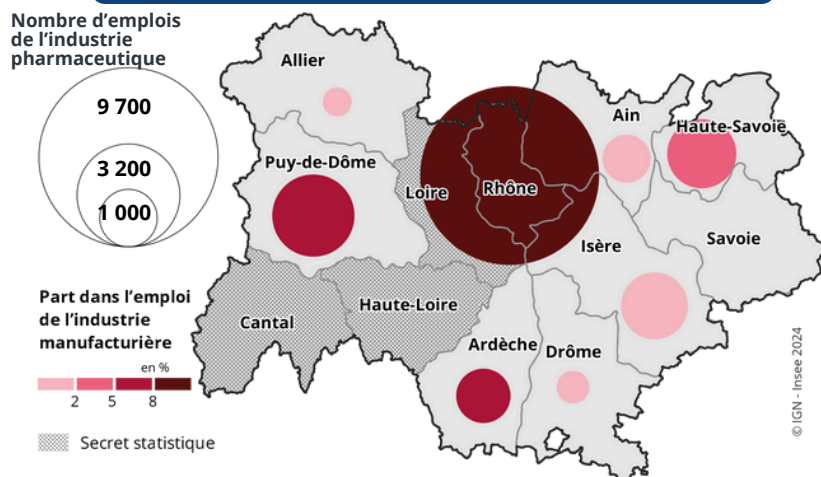 Nombre d’emplois
de l’industrie
pharmaceutique
9 700
3 200
1 000
Allier
Puy-de-Dôme
Loire
Rhône
Ain
Haute-Savoie
Isère
Savoie
Cantal
Haute-Loire
Ardèche
Drôme
Part dans l’emploi
de l’industrie
manufacturière
en %
2 5 8
Secret statistique
© IGN - Insee 2024